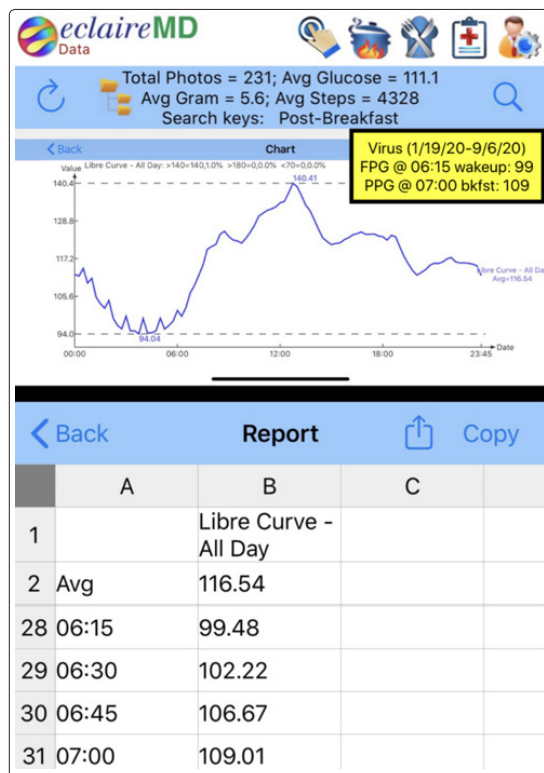 eclaireMD
Data
Total Photos = 231; Avg Glucose = 111.1
Avg Gram = 5.6; Avg Steps = 4328
Search keys: Post-Breakfast
Back
Chart
Virus (1/19/20-9/6/20)
FPG @ 06:15 wakeup: 99
PPG @ 07:00 bkfst: 109
Value
Libre Curve - All Day: >140=140,1.0% >180=0,0.0% <70=0,0.0%
140.4
140.41
128.8
117.2
Libre Curve - All Da
Avg=116.54
105.6
94.0
94.04
Date
00:00 06:00 12:00 18:00 23:45
Back Report Copy
A B C
1 Libre Curve -
All Day
2 Avg 116.54
28 06:15 99.48
29 06:30 102.22
30 06:45 106.67
31 07:00 109.01